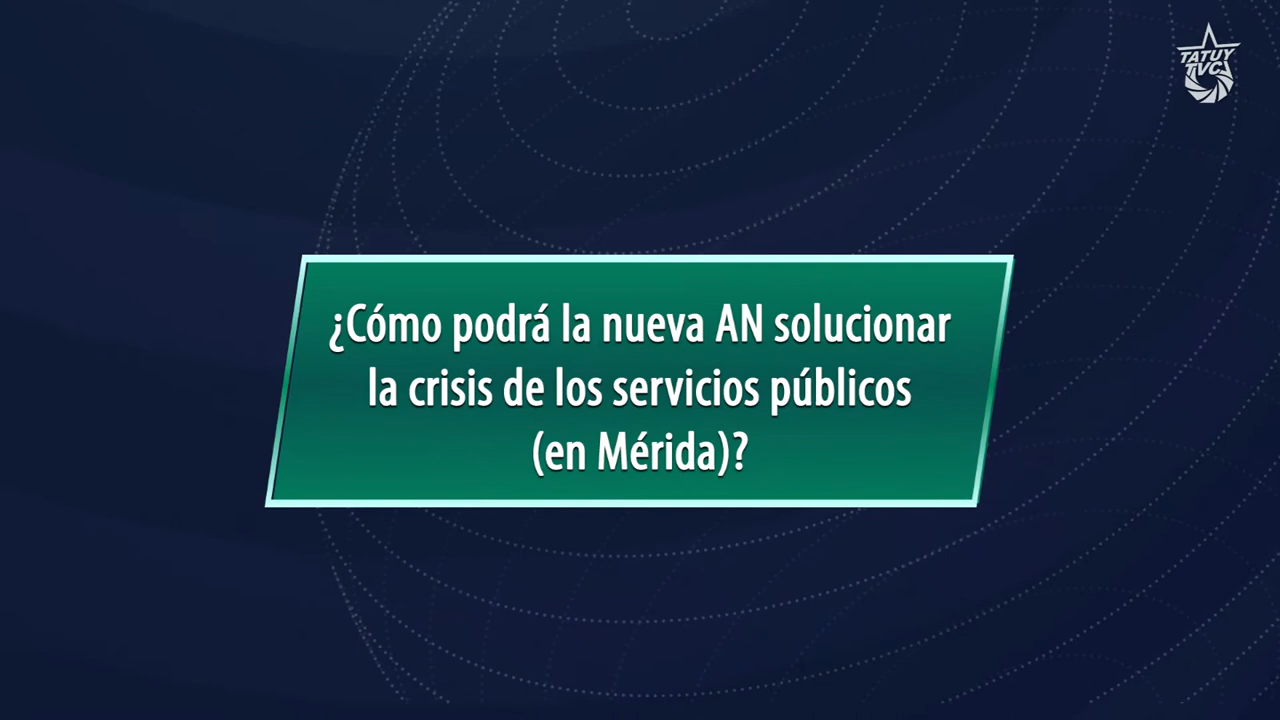 TATUY
TVC
¿Cómo podrá la nueva AN solucionar
la crisis de los servicios públicos
(en Mérida)?